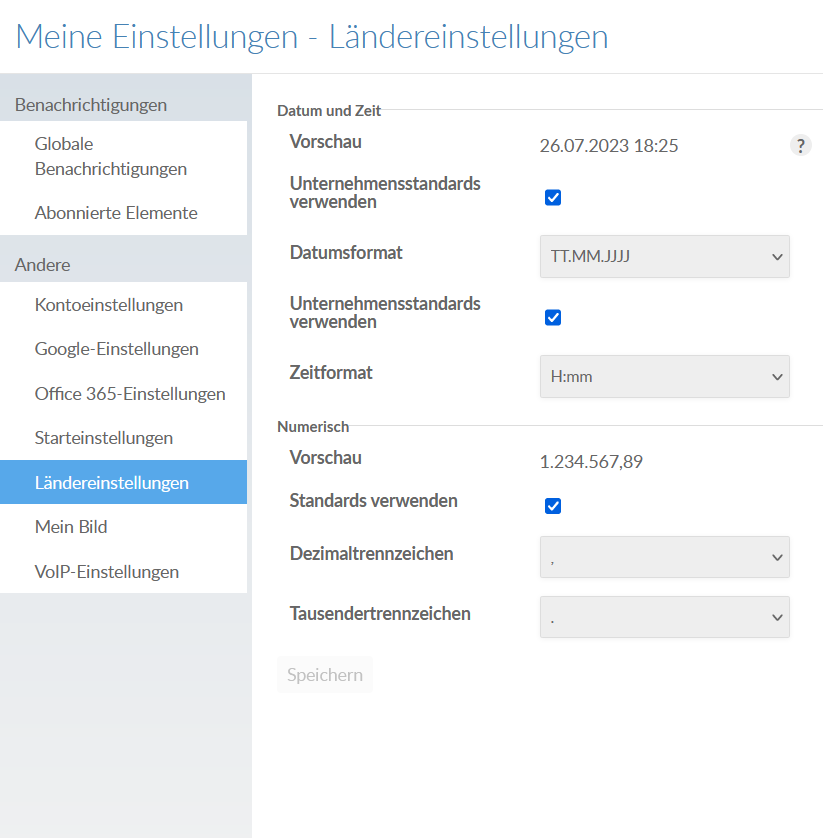 Meine Einstellungen - Ländereinstellungen
Benachrichtigungen
Globale
Benachrichtigungen
Abonnierte Elemente
Andere
Kontoeinstellungen
Google-Einstellungen
Office 365-Einstellungen
Starteinstellungen
Ländereinstellungen
Mein Bild
VoIP-Einstellungen
Datum und Zeit
Vorschau 26.07.2023 18:25 ?
Unternehmensstandards
verwenden
Datumsformat TT.MM.JJJJ
Unternehmensstandards
verwenden
Zeitformat H:mm
Numerisch
Vorschau 1.234.567,89
Standards verwenden
Dezimaltrennzeichen ,
Tausendertrennzeichen .
Speichern